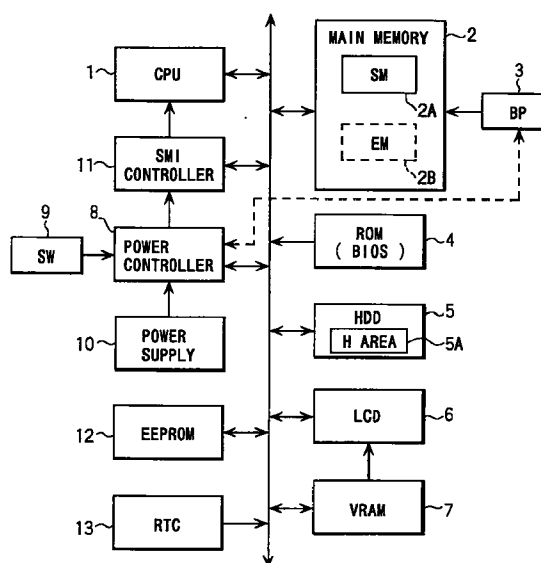 MAIN MEMORY
2
1
CPU
SM
2A
3
BP
EM
2B
11
SMI
CONTROLLER
9
SW
8
POWER
CONTROLLER
ROM
( BIOS )
4
10
POWER
SUPPLY
HDD
5
H AREA
5A
12
EEPROM
LCD
6
13
RTC
VRAM
7